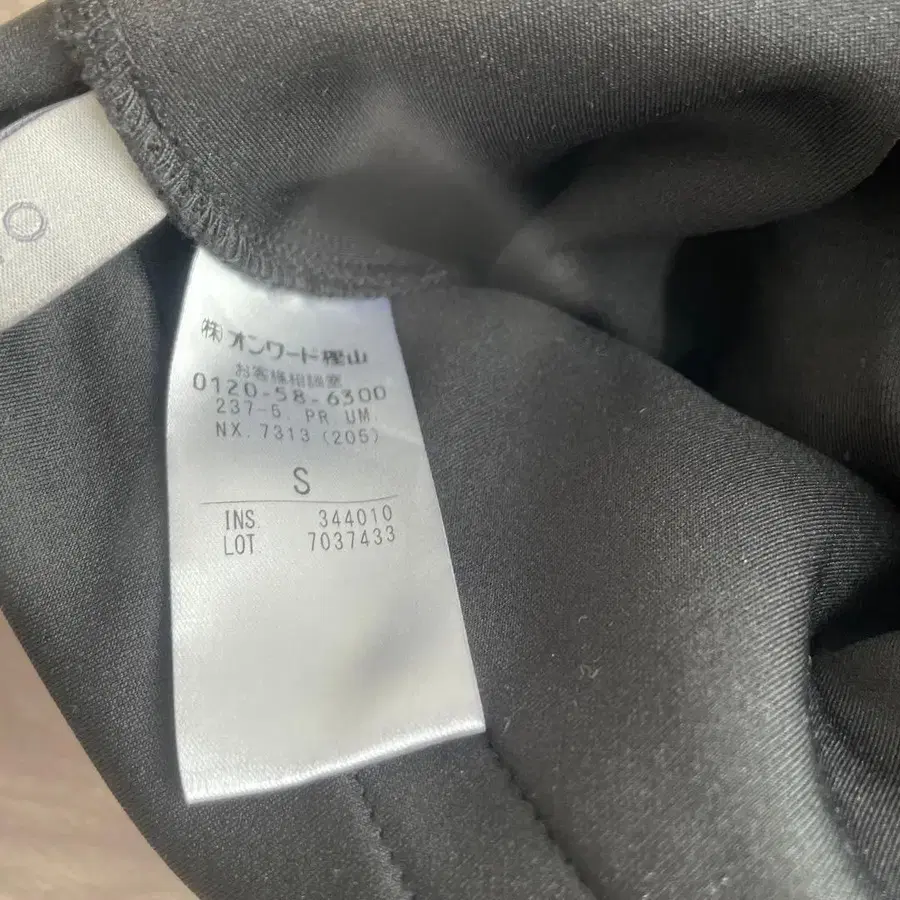 O
㈱オンワード樫山
お客様相談室
0120-58-6300
237-5. PR. UM.
NX. 7313 (205)
S
INS. 344010
LOT 7037433